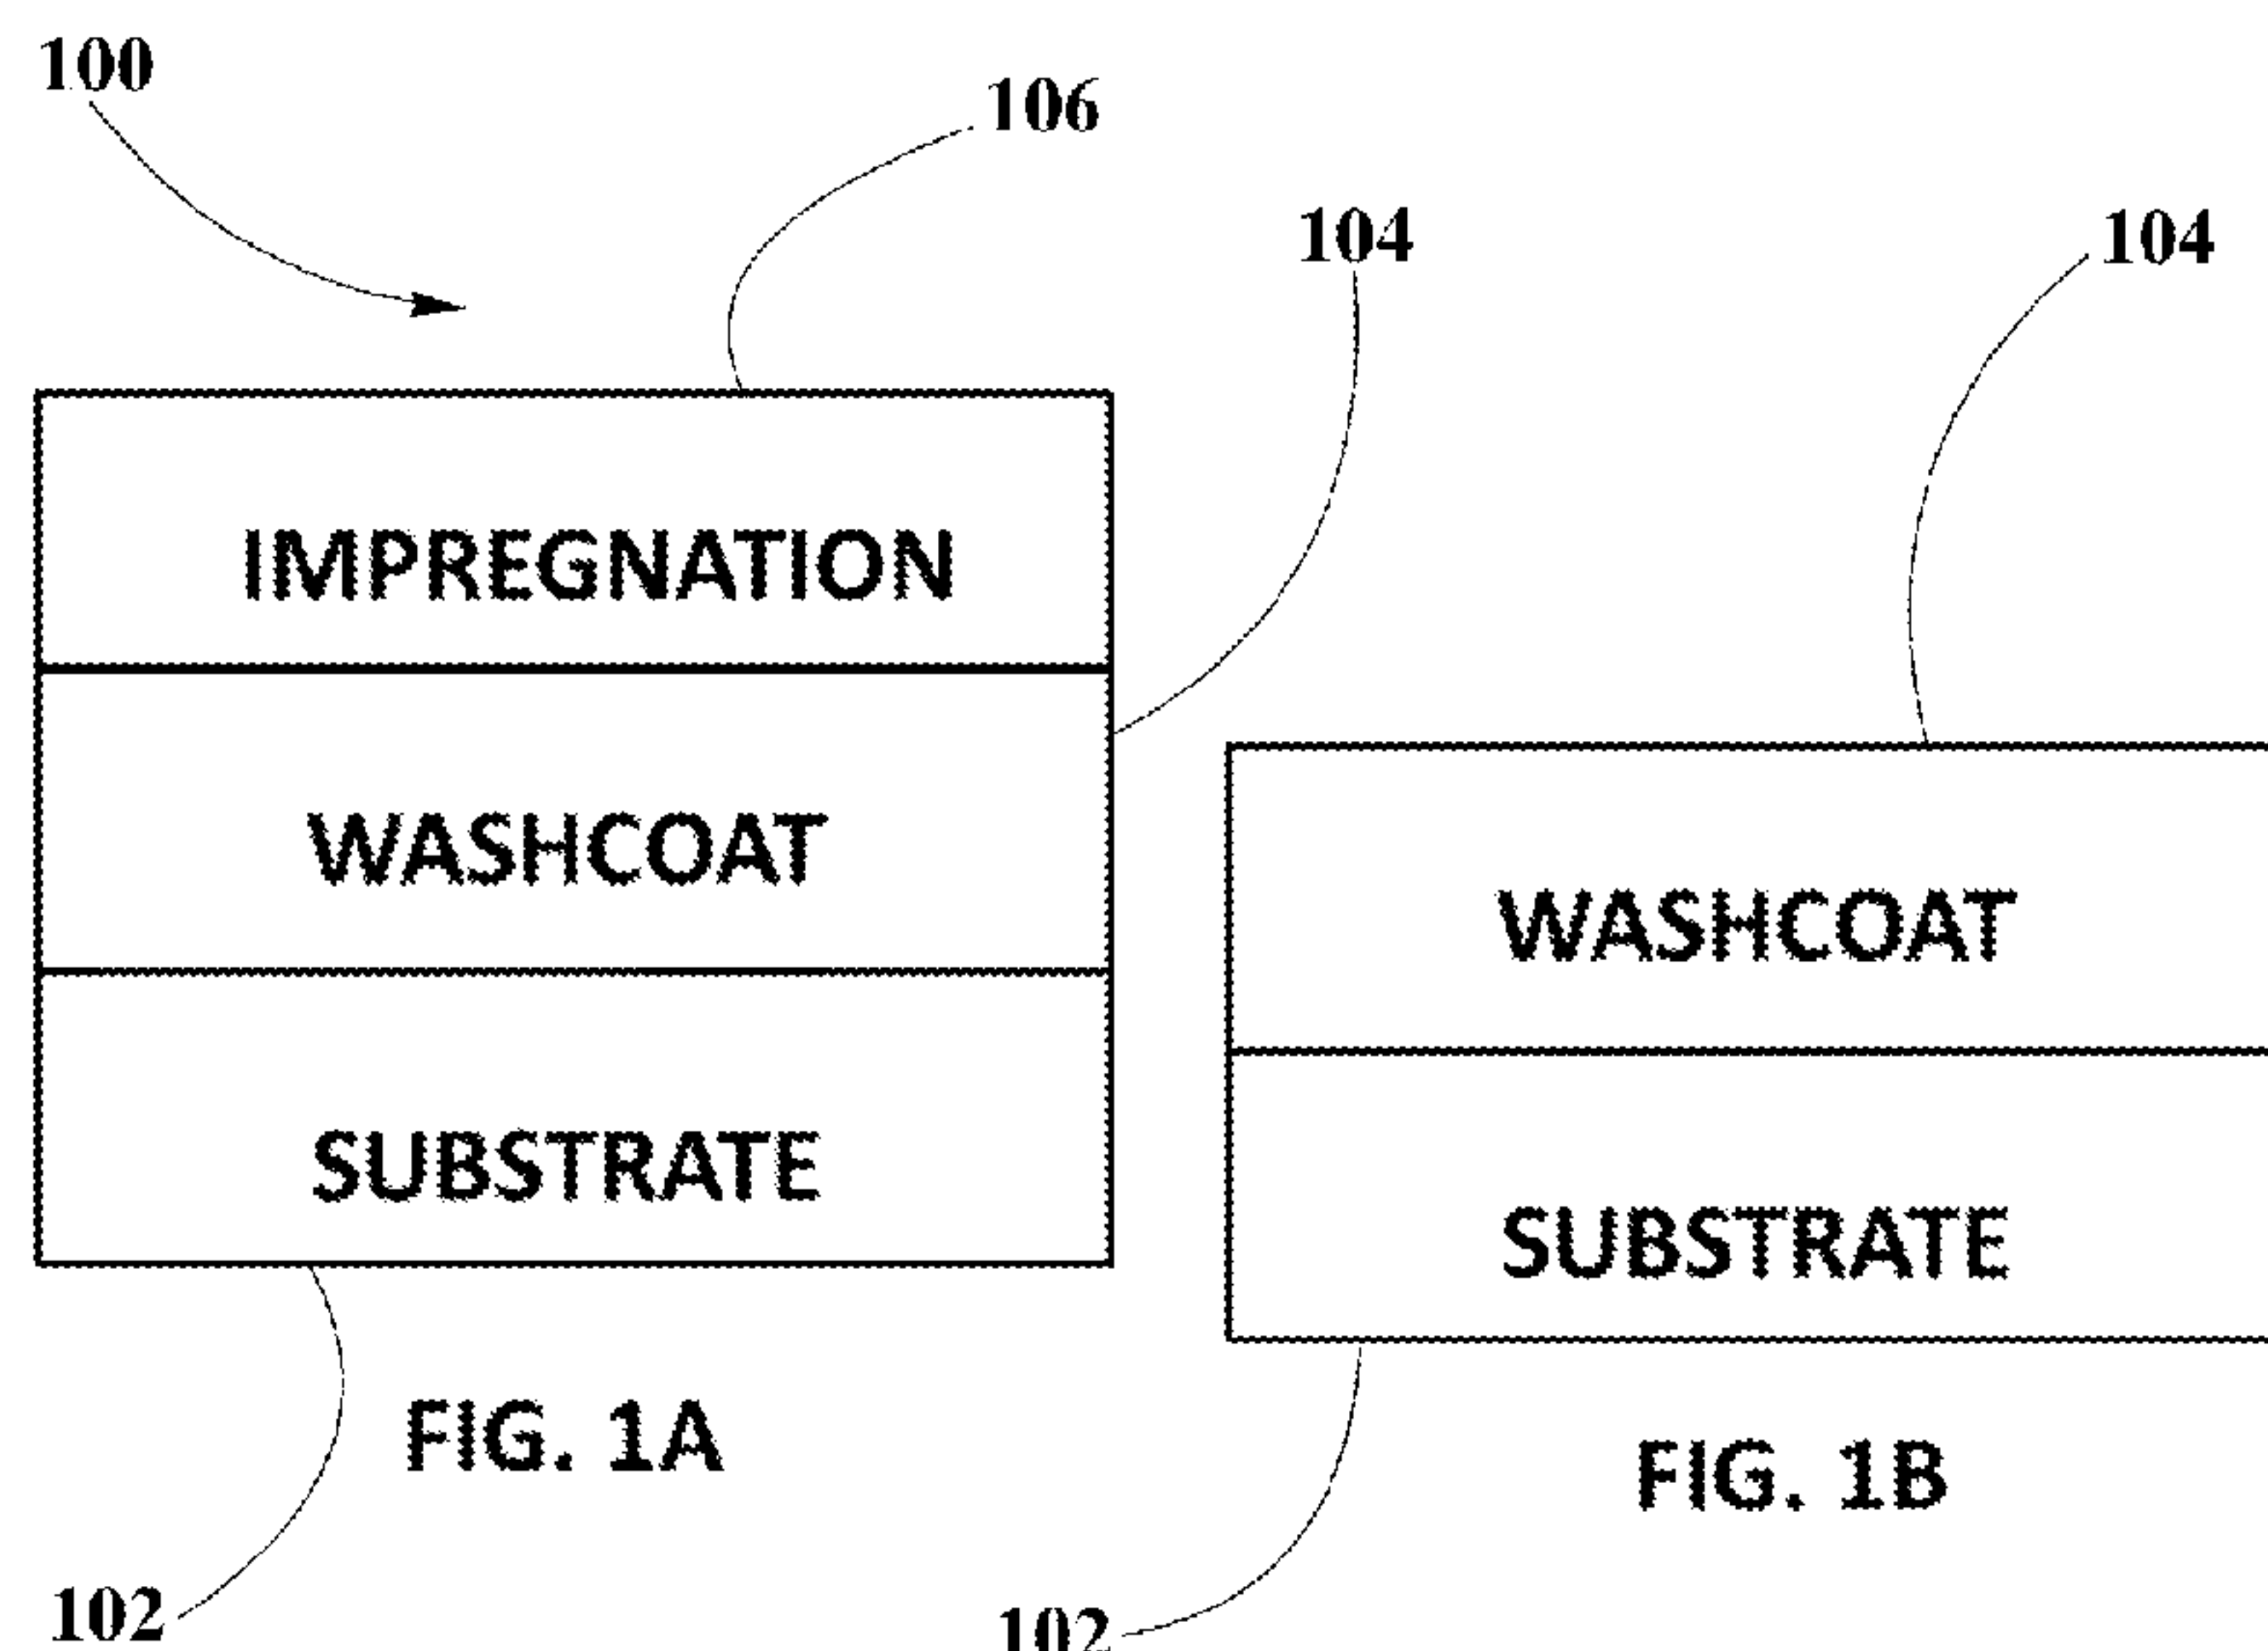 100
106
104
IMPREGNATION
WASHCOAT
SUBSTRATE
FIG. 1A
102
104
WASHCOAT
SUBSTRATE
FIG. 1B
102